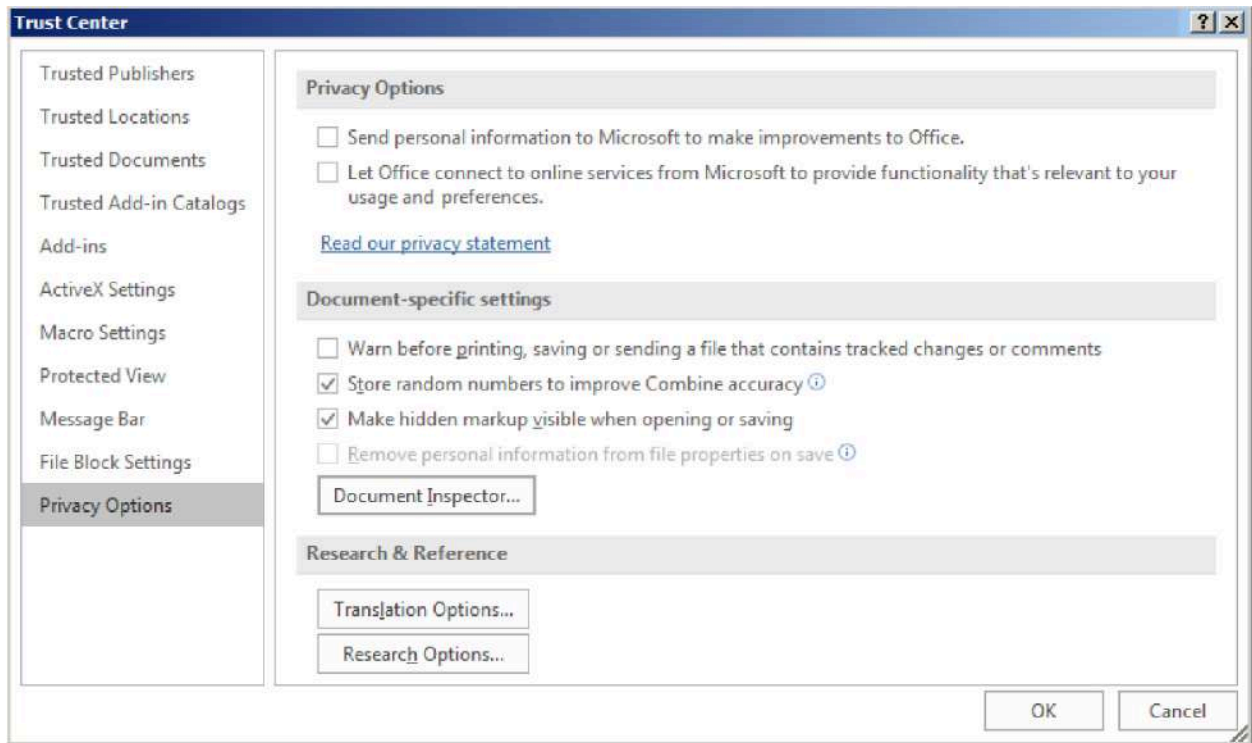 Trust Center
Trusted Publishers
Trusted Locations
Trusted Documents
Trusted Add-in Catalogs
Add-ins
ActiveX Settings
Macro Settings
Protected View
Message Bar
File Block Settings
Privacy Options
Privacy Options
Send personal information to Microsoft to make improvements to Office.
Let Office connect to online services from Microsoft to provide functionality that's relevant to your
usage and preferences.
Read our privacy statement
Document-specific settings
Warn before printing, saving or sending a file that contains tracked changes or comments
Store random numbers to improve Combine accuracy
Make hidden markup visible when opening or saving
Remove personal information from file properties on save
Document Inspector...
Research & Reference
Translation Options...
Research Options...
OK
Cancel